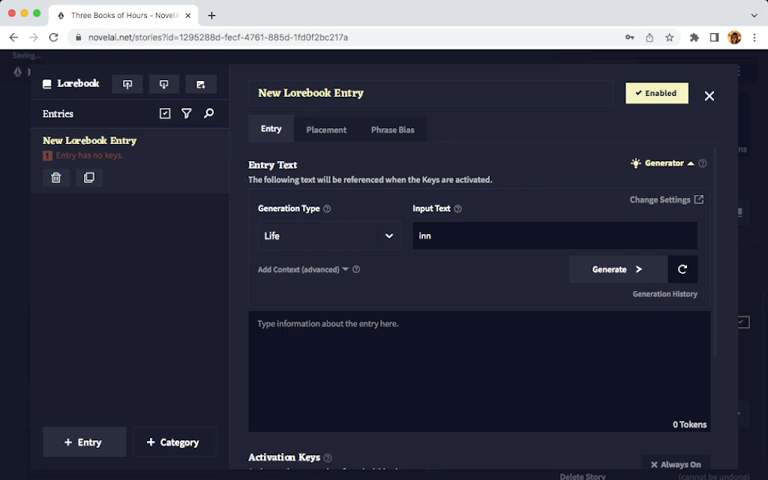 Three Books of Hours - NovelAI
novelai.net/stories?id=1295288d-fecf-4761-885d-1fd0f2bc217a
Saving...
Lorebook
New Lorebook Entry
Enabled
Entries
Entry
Placement
Phrase Bias
New Lorebook Entry
Entry has no keys.
Entry Text
Generator
The following text will be referenced when the Keys are activated.
Change Settings
Generation Type
Input Text
Life
inn
Add Context (advanced)
Generate
Generation History
Type information about the entry here.
0 Tokens
+ Entry
+ Category
Activation Keys
Always On
Delete Story
(cannot be undone)